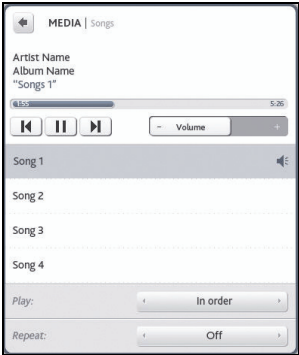 MEDIA | Songs
Artist Name
Album Name
"Songs 1"
1:55 5:26
- Volume +
Song 1
Song 2
Song 3
Song 4
Play: In order
Repeat: Off